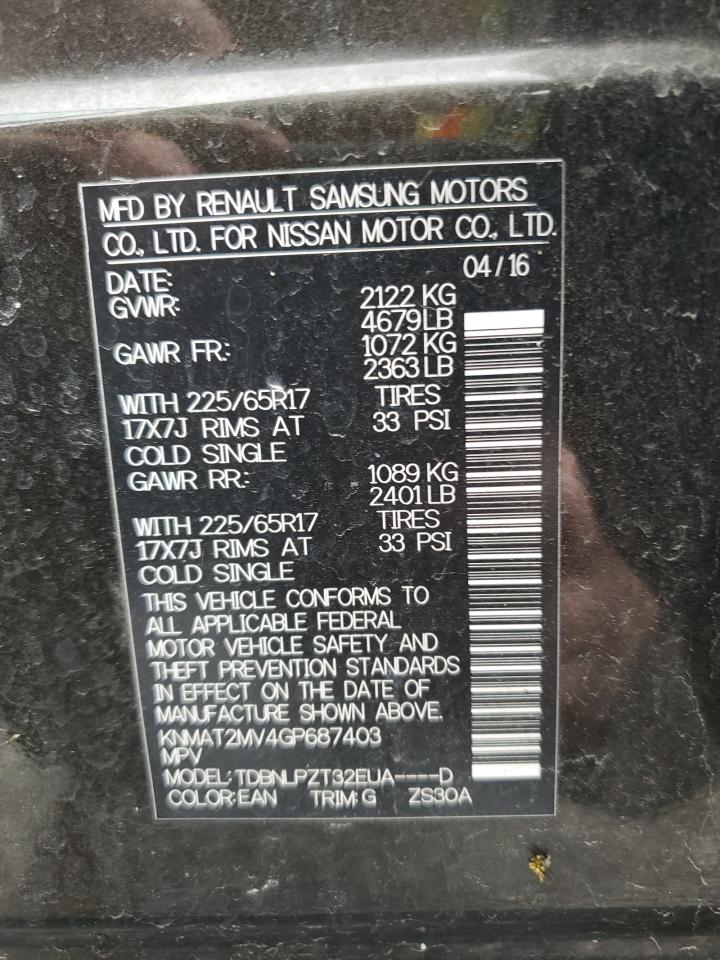 MFD BY RENAULT SAMSUNG MOTORS
CO., LTD. FOR NISSAN MOTOR CO., LTD.
DATE: 04/16
GVWR: 2122 KG
4679LB
GAWR FR: 1072 KG
2363LB
WITH 225/65R17 TIRES
17X7J RIMS AT 33 PSI
COLD SINGLE
GAWR RR: 1089 KG
2401LB
WITH 225/65R17 TIRES
17X7J RIMS AT 33 PSI
COLD SINGLE
THIS VEHICLE CONFORMS TO
ALL APPLICABLE FEDERAL
MOTOR VEHICLE SAFETY AND
THEFT PREVENTION STANDARDS
IN EFFECT ON THE DATE OF
MANUFACTURE SHOWN ABOVE.
KNMAT2MV4GP687403
MPV
MODEL: TDBNLPZT32EUA----D
COLOR: EAN TRIM: G ZS30A